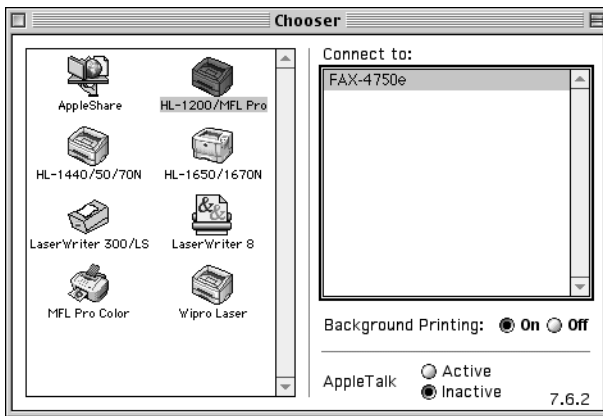 Chooser
AppleShare
HL-1200/MFL Pro
HL-1440/50/70N
HL-1650/1670N
LaserWriter 300/LS
LaserWriter 8
MFL Pro Color
Wipro Laser
Connect to:
FAX-4750e
Background Printing: On Off
AppleTalk
Active
Inactive
7.6.2